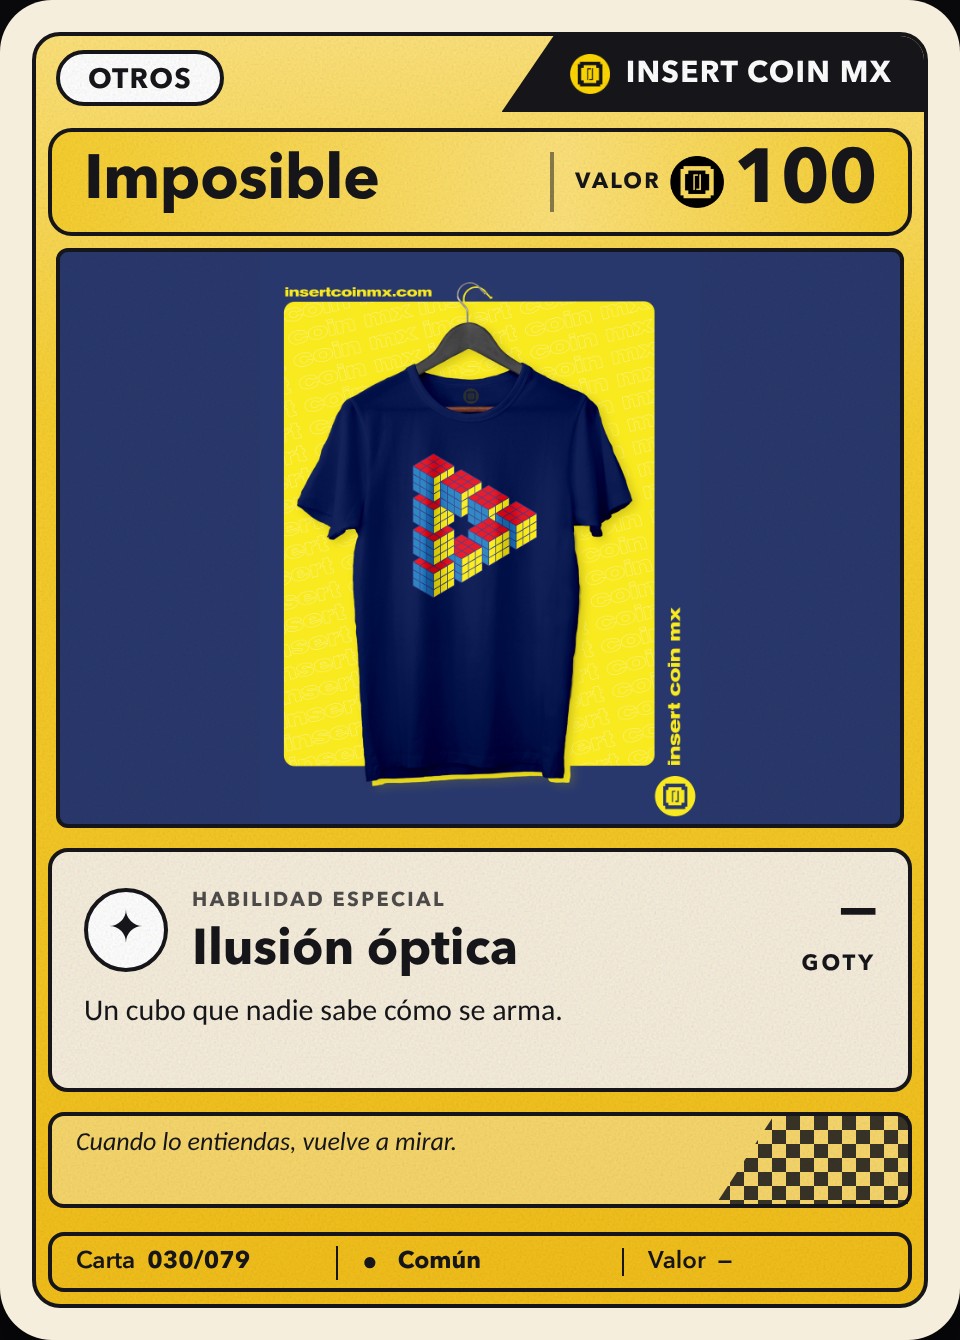 OTROS
INSERT COIN MX
Imposible
VALOR 100
insertcoinmx.com
insert coin mx
HABILIDAD ESPECIAL
Ilusión óptica
–
GOTY
Un cubo que nadie sabe cómo se arma.
Cuando lo entiendas, vuelve a mirar.
Carta 030/079
• Común
Valor –